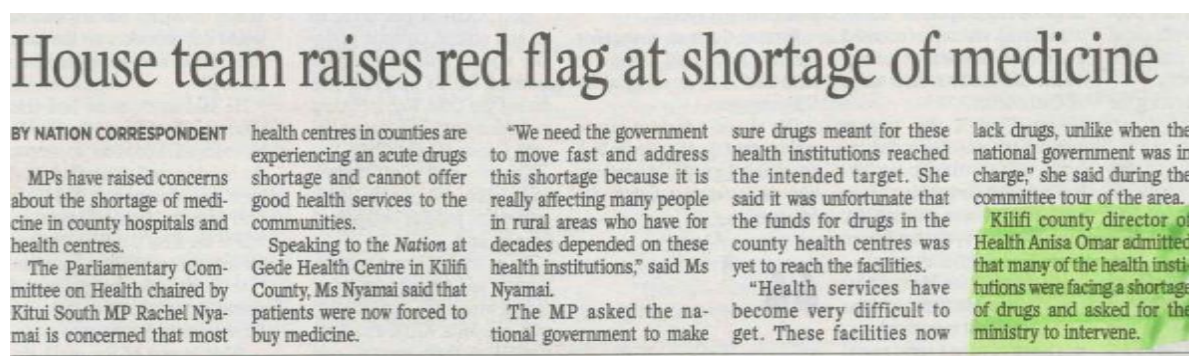 House team raises red flag at shortage of medicine
BY NATION CORRESPONDENT
MPs have raised concerns
about the shortage of medi-
cine in county hospitals and
health centres.
The Parliamentary Com-
mittee on Health chaired by
Kitui South MP Rachel Nya-
mai is concerned that most
health centres in counties are
experiencing an acute drugs
shortage and cannot offer
good health services to the
communities.
Speaking to the Nation at
Gede Health Centre in Kilifi
County, Ms Nyamai said that
patients were now forced to
buy medicine.
"We need the government
to move fast and address
this shortage because it is
really affecting many people
in rural areas who have for
decades depended on these
health institutions," said Ms
Nyamai.
The MP asked the na-
tional government to make
sure drugs meant for these
health institutions reached
the intended target. She
said it was unfortunate that
the funds for drugs in the
county health centres was
yet to reach the facilities.
"Health services have
become very difficult to
get. These facilities now
lack drugs, unlike when the
national government was in
charge," she said during the
committee tour of the area.
Kilifi county director of
Health Anisa Omar admitted
that many of the health insti-
tutions were facing a shortage
of drugs and asked for the
ministry to intervene.